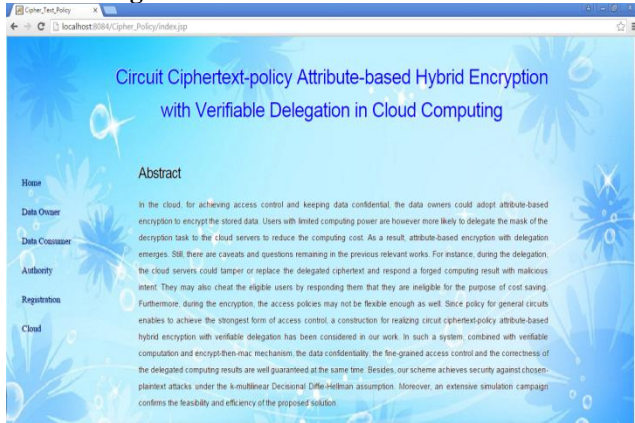 Cipher_Text_Policy
localhost:8084/Cipher_Policy/index.jsp
Circuit Ciphertext-policy Attribute-based Hybrid Encryption
with Verifiable Delegation in Cloud Computing
Abstract
Home
Data Owner
Data Consumer
Authority
Registration
Cloud
In the cloud, for achieving access control and keeping data confidential, the data owners could adopt attribute-based
encryption to encrypt the stored data. Users with limited computing power are however more likely to delegate the mask of the
decryption task to the cloud servers to reduce the computing cost. As a result, attribute-based encryption with delegation
emerges. Still, there are caveats and questions remaining in the previous relevant works. For instance, during the delegation,
the cloud servers could tamper or replace the delegated ciphertext and respond a forged computing result with malicious
intent. They may also cheat the eligible users by responding them that they are ineligible for the purpose of cost saving.
Furthermore, during the encryption, the access policies may not be flexible enough as well. Since policy for general circuits
enables to achieve the strongest form of access control, a construction for realizing circuit ciphertext-policy attribute-based
hybrid encryption with verifiable delegation has been considered in our work. In such a system, combined with verifiable
computation and encrypt-then-mac mechanism, the data confidentiality, the fine-grained access control and the correctness of
the delegated computing results are well guaranteed at the same time. Besides, our scheme achieves security against chosen-
plaintext attacks under the k-multilinear Decisional Diffie-Hellman assumption. Moreover, an extensive simulation campaign
confirms the feasibility and efficiency of the proposed solution.